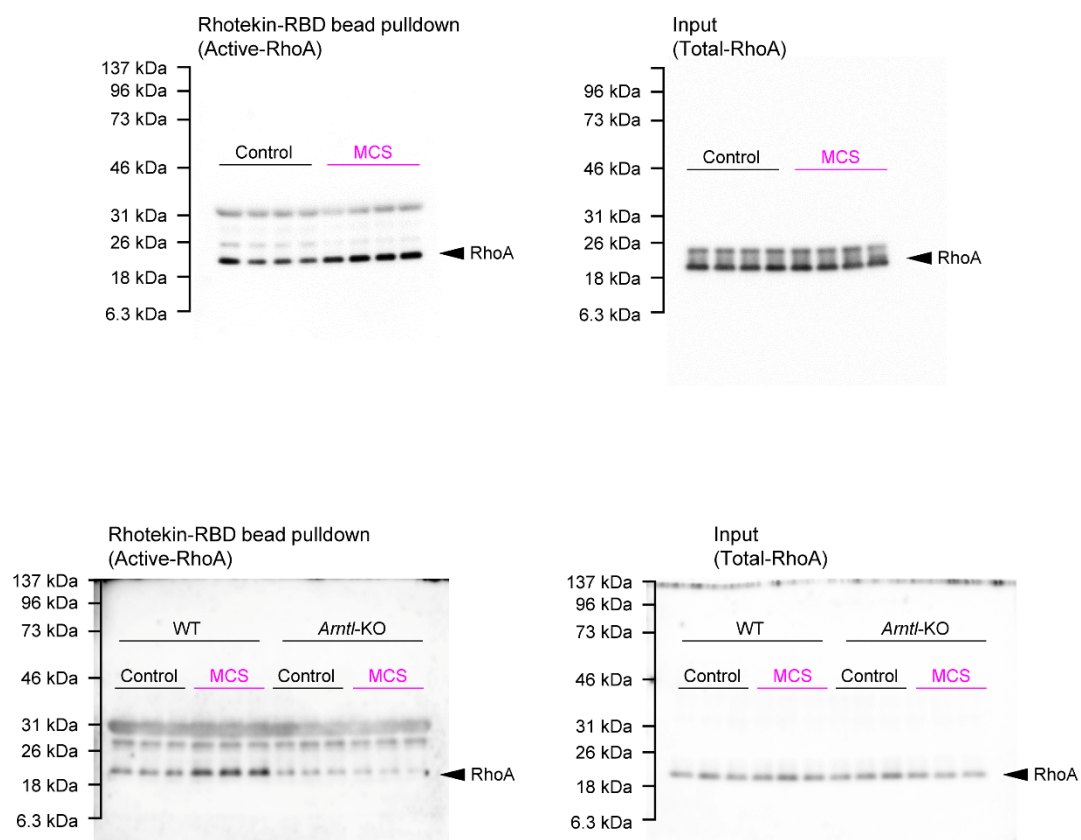 Rhotekin-RBD bead pulldown
(Active-RhoA)
137 kDa
96 kDa
73 kDa
46 kDa
31 kDa
26 kDa
18 kDa
6.3 kDa
Control
MCS
RhoA
Input
(Total-RhoA)
96 kDa
73 kDa
46 kDa
31 kDa
26 kDa
18 kDa
6.3 kDa
Control
MCS
RhoA
Rhotekin-RBD bead pulldown
(Active-RhoA)
137 kDa
96 kDa
73 kDa
46 kDa
31 kDa
26 kDa
18 kDa
6.3 kDa
WT
Arntl-KO
Control
MCS
Control
MCS
RhoA
Input
(Total-RhoA)
137 kDa
96 kDa
73 kDa
46 kDa
31 kDa
26 kDa
18 kDa
6.3 kDa
WT
Arntl-KO
Control
MCS
Control
MCS
RhoA